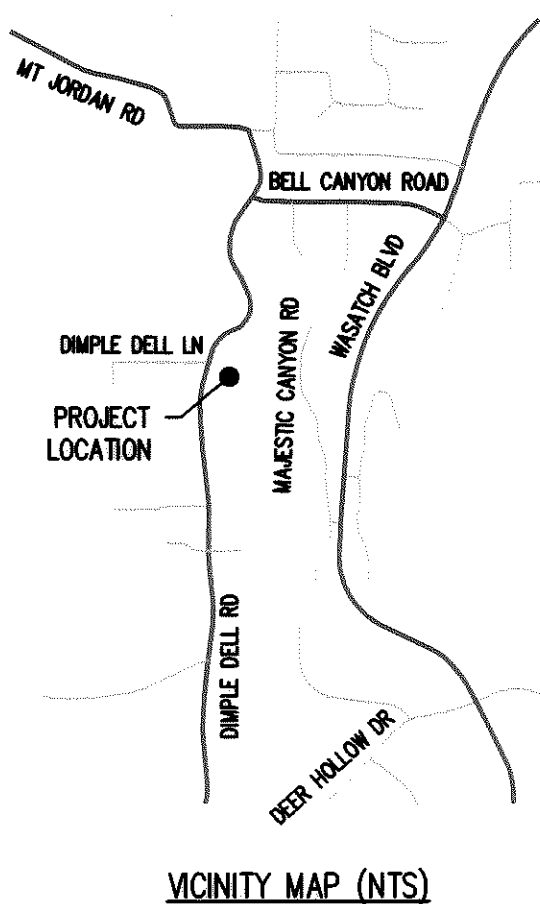 MT JORDAN RD
BELL CANYON ROAD
WASATCH BLVD
DIMPLE DELL LN
MAJESTIC CANYON RD
PROJECT
LOCATION
DIMPLE DELL RD
DEER HOLLOW DR
VICINITY MAP (NTS)